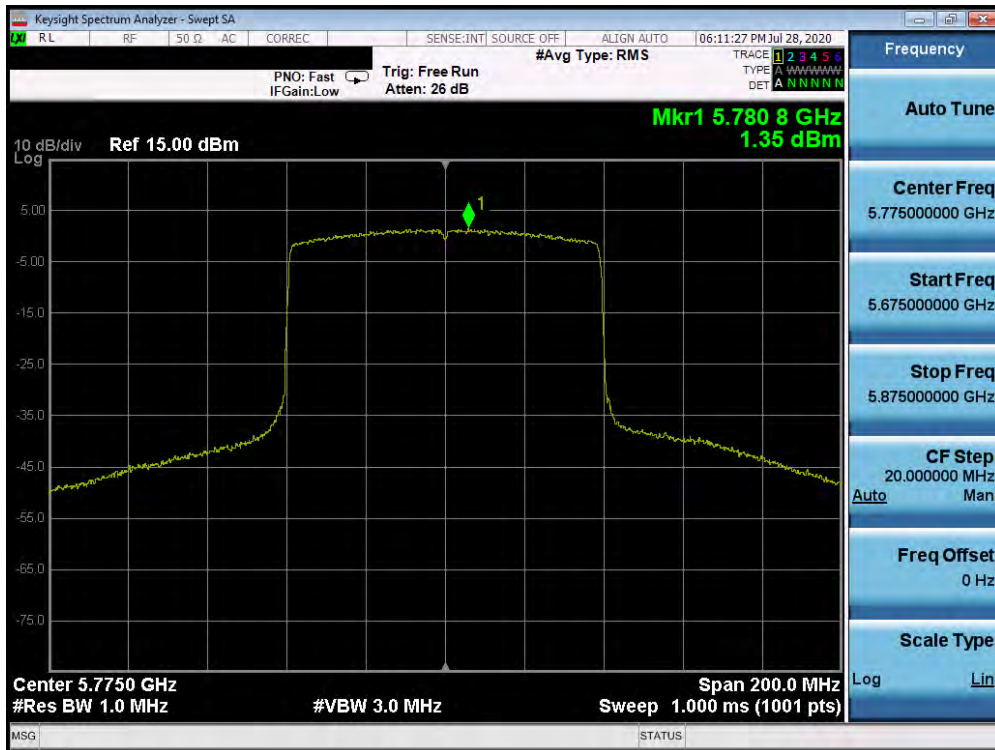 Keysight Spectrum Analyzer - Swept SA
LXI RL RF 50 Ω AC CORREC SENSE:INT SOURCE OFF ALIGN AUTO 06:11:27 PM Jul 28, 2020
#Avg Type: RMS
TRACE 1 2 3 4 5 6
PNO: Fast Trig: Free Run
TYPE A WWWWW
IFGain:Low Atten: 26 dB
DET A N N N N N
Mkr1 5.780 8 GHz
1.35 dBm
10 dB/div Ref 15.00 dBm
Log
1
5.00
-5.00
-15.0
-25.0
-35.0
-45.0
-55.0
-65.0
-75.0
Center 5.7750 GHz Span 200.0 MHz
#Res BW 1.0 MHz #VBW 3.0 MHz Sweep 1.000 ms (1001 pts)
MSG STATUS
Frequency
Auto Tune
Center Freq
5.775000000 GHz
Start Freq
5.675000000 GHz
Stop Freq
5.875000000 GHz
CF Step
20.000000 MHz
Auto Man
Freq Offset
0 Hz
Scale Type
Log Lin